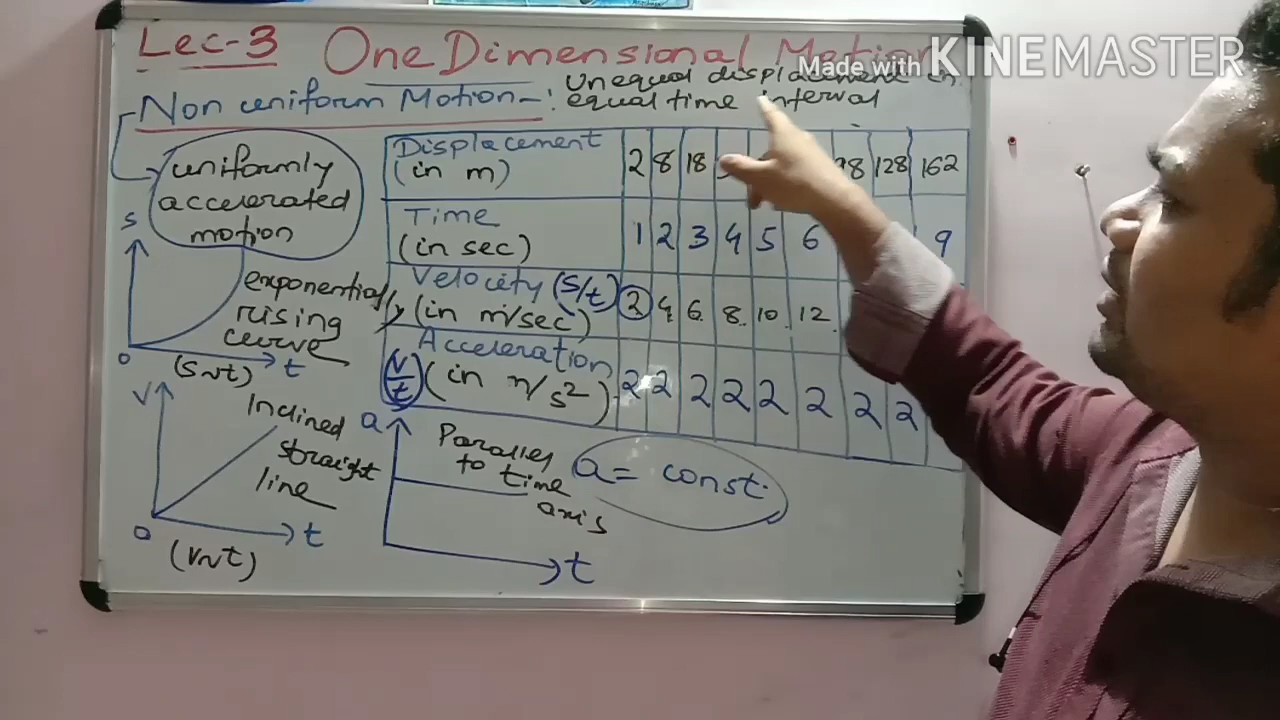 Lec-3 One Dimensional Motion
Made with KINEMASTER
Non uniform Motion-: unequal displacement in
equal time interval
uniformly
accelerated
motion
Displacement
(in m)
2 8 18 98 128 162
Time
(in sec)
1 2 3 4 5 6 9
Velocity (s/t)
(in m/sec)
2 4 6 8 10 12
Acceleration
v/t (in m/s²)
2 2 2 2 2 2 2 2
s
exponentially
rising
curve
0 t
(s~t)
v
Inclined
straight
line
0 t
(v~t)
a
Parallel
to time
axis
t
a = const.